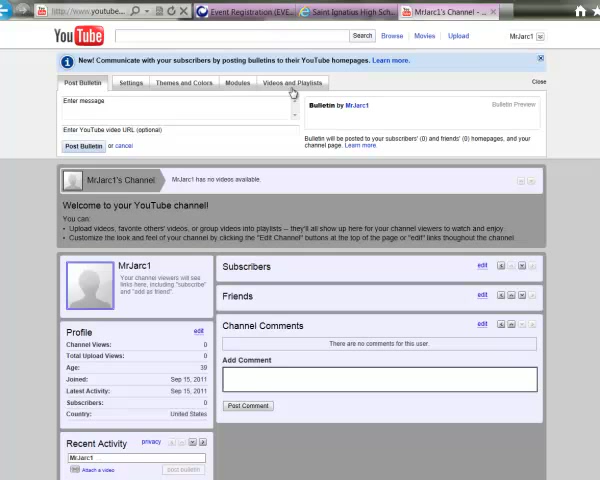 http://www.youtube...
Event Registration (EVE...
Saint Ignatius High Sch...
MrJarc1's Channel - ...
YouTube
Search
Browse
Movies
Upload
MrJarc1
New! Communicate with your subscribers by posting bulletins to their YouTube homepages. Learn more.
Post Bulletin
Settings
Themes and Colors
Modules
Videos and Playlists
Close
Enter message
Bulletin by MrJarc1
Bulletin Preview
Enter YouTube video URL (optional)
Post Bulletin or cancel
Bulletin will be posted to your subscribers' (0) and friends' (0) homepages, and your
channel page. Learn more
MrJarc1's Channel
MrJarc1 has no videos available.
Welcome to your YouTube channel!
You can:
• Upload videos, favorite others' videos, or group videos into playlists -- they'll all show up here for your channel viewers to watch and enjoy.
• Customize the look and feel of your channel by clicking the "Edit Channel" buttons at the top of the page or "edit" links thoughout the channel
MrJarc1
Your channel viewers will see
links here, including "subscribe"
and "add as friend".
Subscribers
edit
Friends
edit
Profile
edit
Channel Views: 0
Total Upload Views: 0
Age: 39
Joined: Sep 15, 2011
Latest Activity: Sep 15, 2011
Subscribers: 0
Country: United States
Channel Comments
edit
There are no comments for this user.
Add Comment
Post Comment
Recent Activity
privacy
MrJarc1
Attach a video
post bulletin